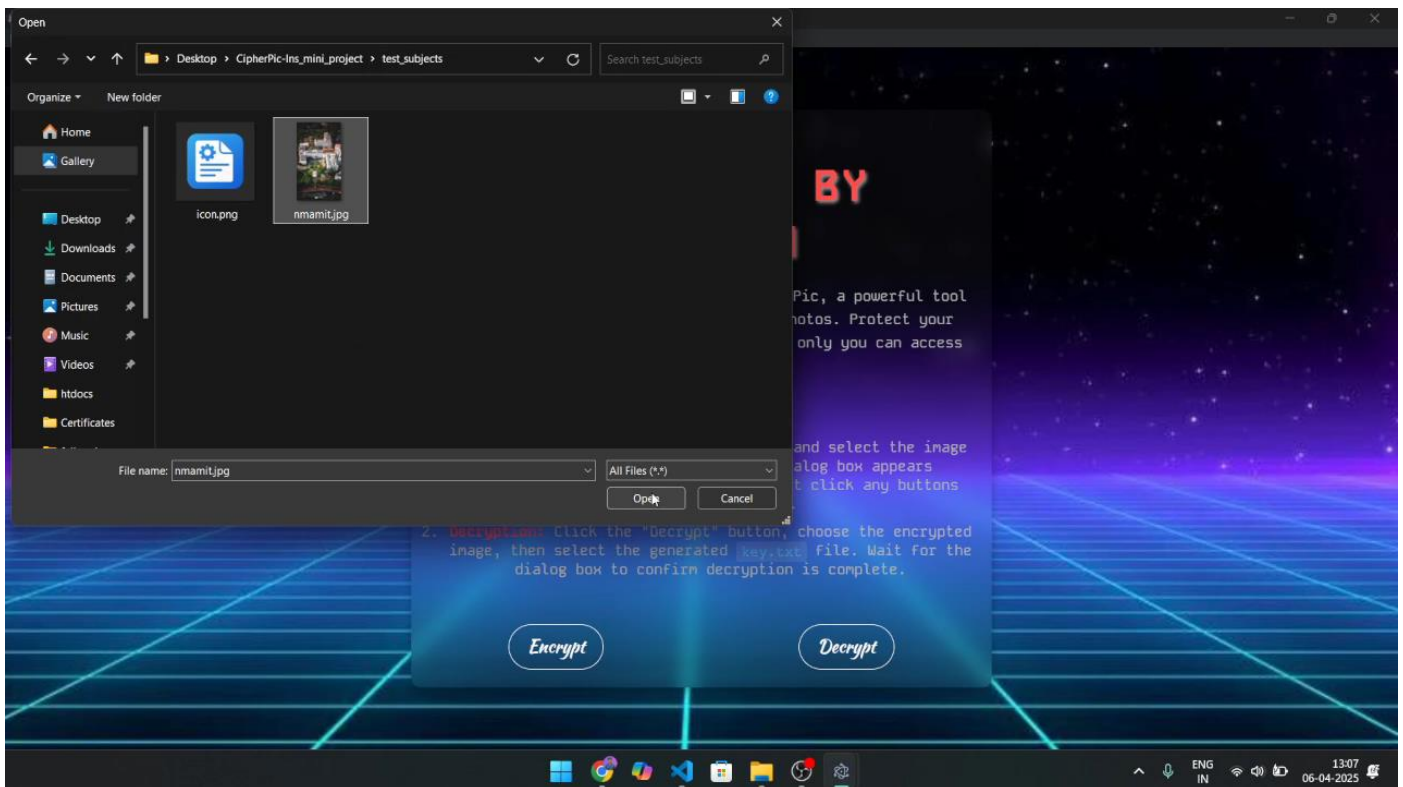 Open
Desktop > CipherPic-Ins_mini_project > test_subjects
Search test_subjects
Organize
New folder
Home
Gallery
Desktop
Downloads
Documents
Pictures
Music
Videos
htdocs
Certificates
icon.png
nmamit.jpg
File name: nmamit.jpg
All Files (*.*)
Open
Cancel
BY
Pic, a powerful tool
hotos. Protect your
only you can access
and select the image
alog box appears
t click any buttons
2. Decryption: Click the "Decrypt" button, choose the encrypted
image, then select the generated key.txt file. Wait for the
dialog box to confirm decryption is complete.
Encrypt
Decrypt
ENG
IN
13:07
06-04-2025